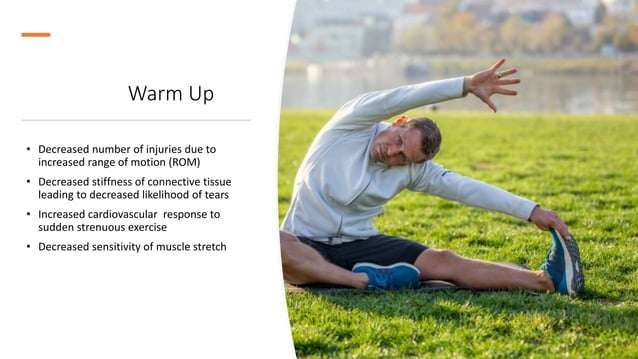 Warm Up
• Decreased number of injuries due to
increased range of motion (ROM)
• Decreased stiffness of connective tissue
leading to decreased likelihood of tears
• Increased cardiovascular  response to
sudden strenuous exercise
• Decreased sensitivity of muscle stretch